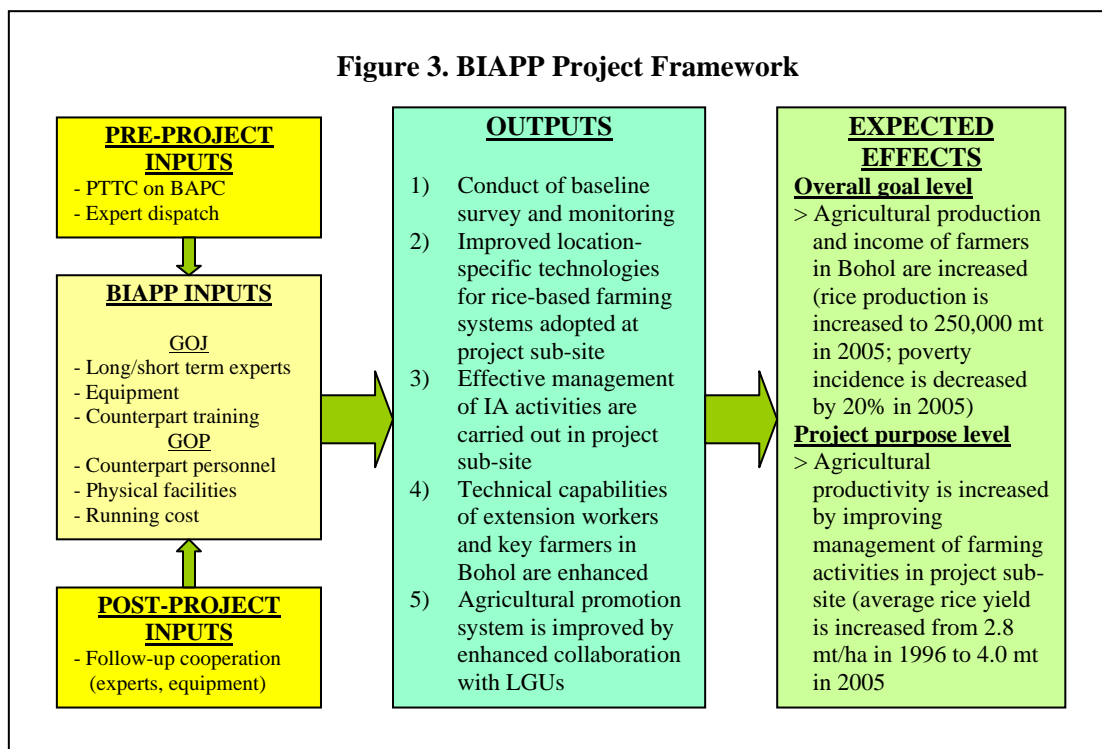 Figure 3. BIAPP Project Framework
PRE-PROJECT
INPUTS
- PTTC on BAPC
- Expert dispatch
BIAPP INPUTS
GOJ
- Long/short term experts
- Equipment
- Counterpart training
GOP
- Counterpart personnel
- Physical facilities
- Running cost
POST-PROJECT
INPUTS
- Follow-up cooperation
(experts, equipment)
OUTPUTS
1) Conduct of baseline
survey and monitoring
2) Improved location-
specific technologies
for rice-based farming
systems adopted at
project sub-site
3) Effective management
of IA activities are
carried out in project
sub-site
4) Technical capabilities
of extension workers
and key farmers in
Bohol are enhanced
5) Agricultural promotion
system is improved by
enhanced collaboration
with LGUs
EXPECTED
EFFECTS
Overall goal level
> Agricultural production
and income of farmers
in Bohol are increased
(rice production is
increased to 250,000 mt
in 2005; poverty
incidence is decreased
by 20% in 2005)
Project purpose level
> Agricultural
productivity is increased
by improving
management of farming
activities in project sub-
site (average rice yield
is increased from 2.8
mt/ha in 1996 to 4.0 mt
in 2005